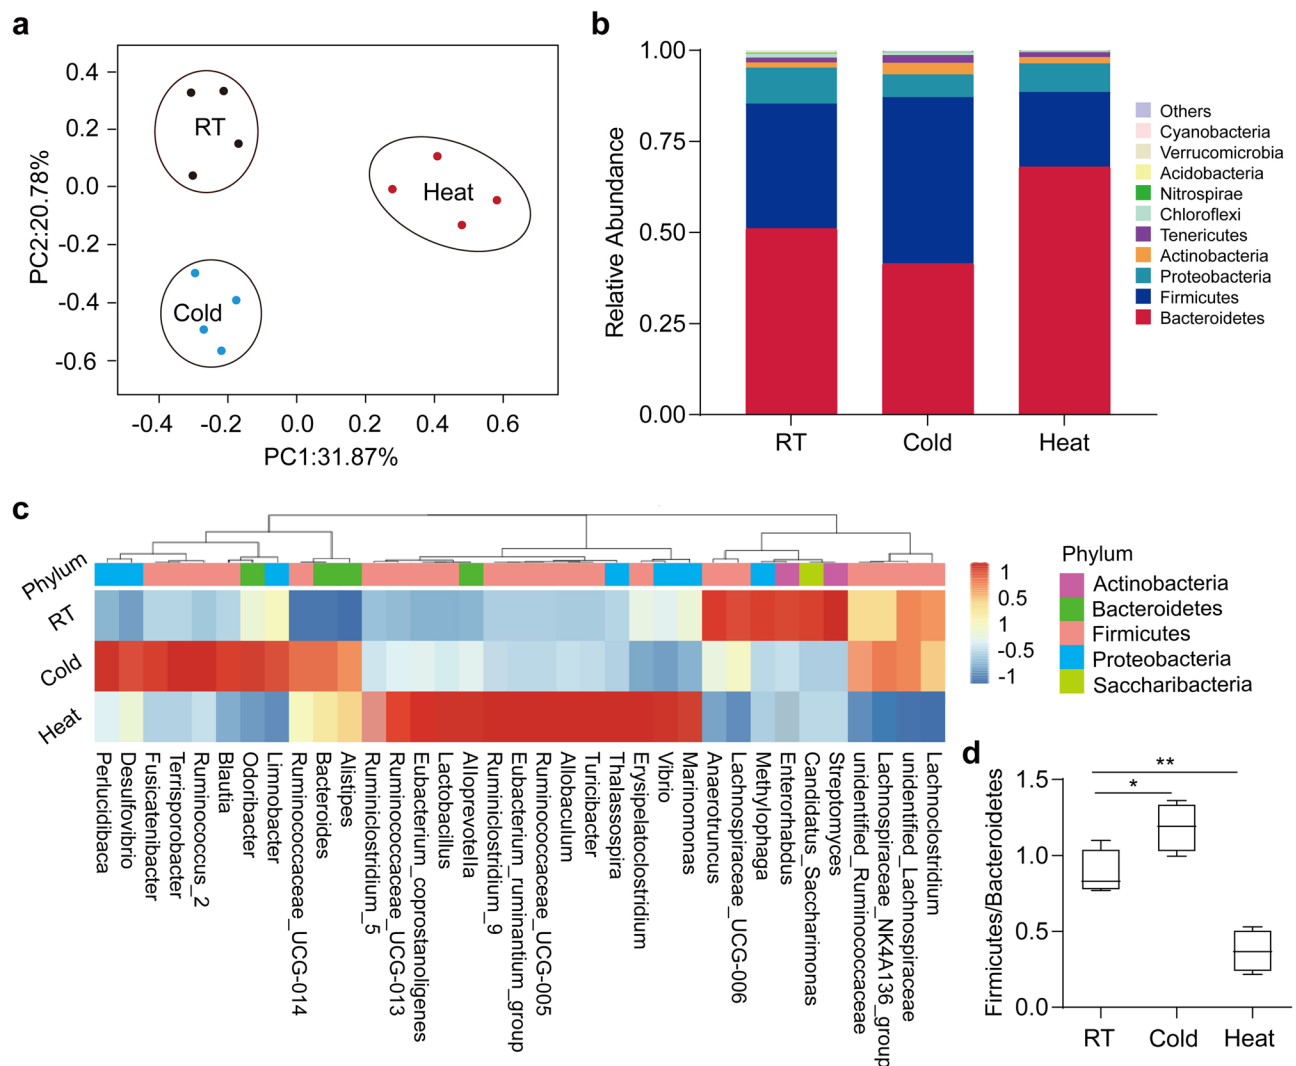 a
0.4
0.2
0.0
-0.2
-0.4
-0.6
PC2:20.78%
RT
Heat
Cold
-0.4 -0.2 0.0 0.2 0.4 0.6
PC1:31.87%
b
1.00
0.75
0.50
0.25
0.00
Relative Abundance
RT Cold Heat
Others
Cyanobacteria
Verrucomicrobia
Acidobacteria
Nitrospirae
Chloroflexi
Tenericutes
Actinobacteria
Proteobacteria
Firmicutes
Bacteroidetes
c
Phylum
RT
Cold
Heat
Perlucidibaca
Desulfovibrio
Fusicatenibacter
Terrisporobacter
Ruminococcus_2
Blautia
Odoribacter
Limnobacter
Ruminococcaceae_UCG-014
Bacteroides
Alistipes
Ruminiclostridium_5
Ruminococcaceae_UCG-013
Eubacterium_coprostanoligenes
Lactobacillus
Alloprevotella
Ruminiclostridium_9
Eubacterium_ruminantium_group
Ruminococcaceae_UCG-005
Allobaculum
Turicibacter
Thalassospira
Erysipelatoclostridium
Vibrio
Marinomonas
Anaerotruncus
Lachnospiraceae_UCG-006
Methylophaga
Enterorhabdus
Candidatus_Saccharimonas
Streptomyces
unidentified_Ruminococcaceae
Lachnospiraceae_NK4A136_group
unidentified_Lachnospiraceae
Lachnoclostridium
1
0.5
1
-0.5
-1
Phylum
Actinobacteria
Bacteroidetes
Firmicutes
Proteobacteria
Saccharibacteria
d
**
*
1.5
1.0
0.5
0.0
Firmicutes/Bacteroidetes
RT Cold Heat